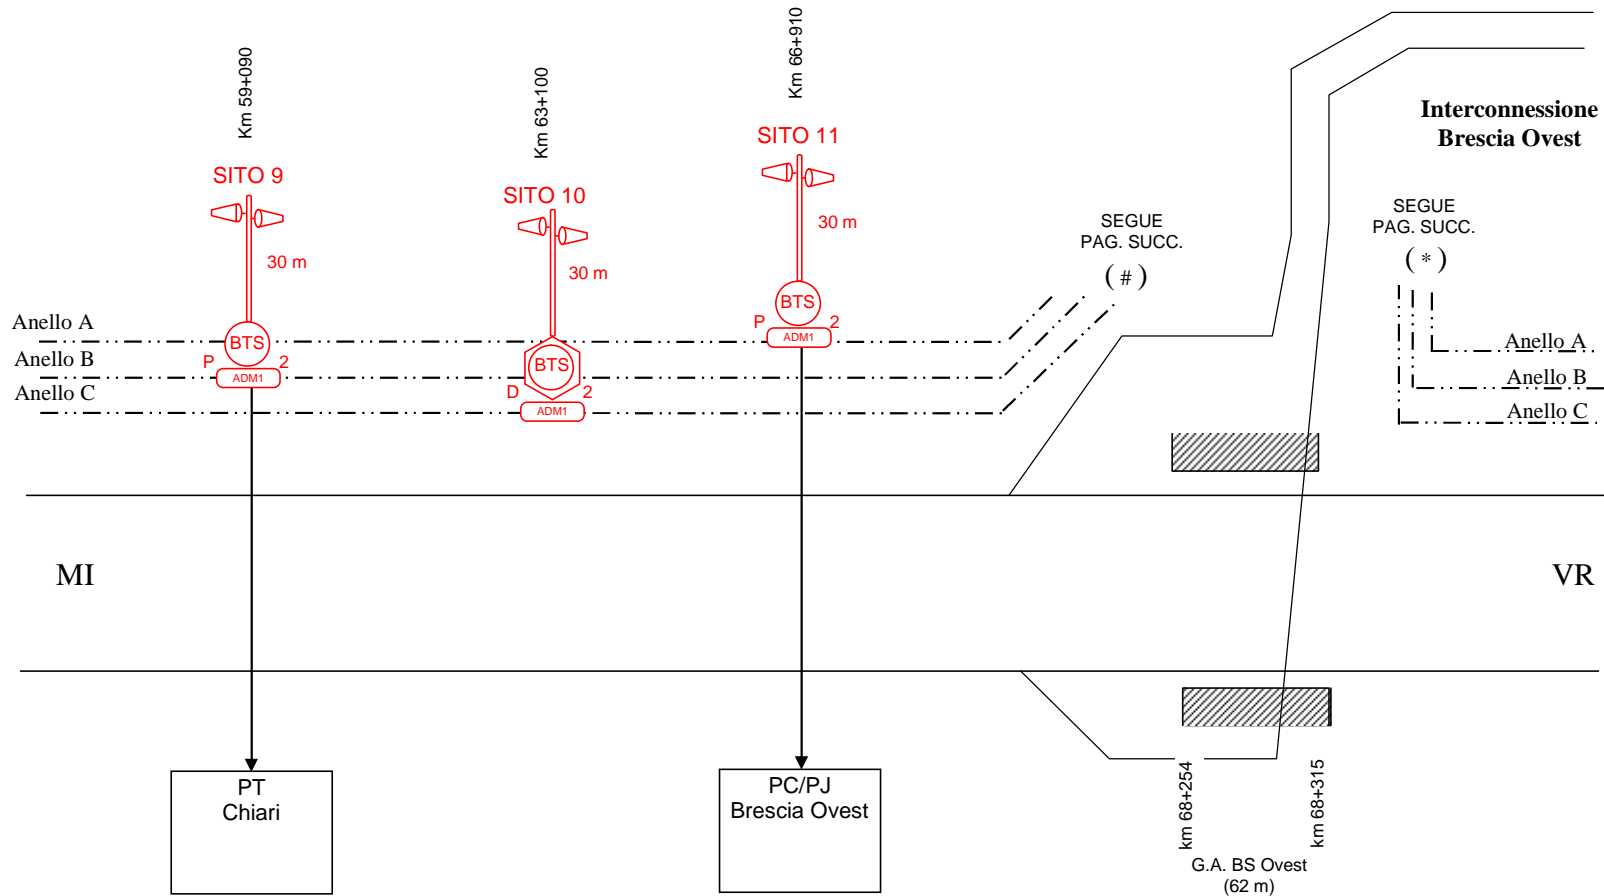 Km 59+090
Km 63+100
Km 66+910
SITO 9
SITO 10
SITO 11
30 m
30 m
30 m
Interconnessione
Brescia Ovest
SEGUE
PAG. SUCC.
( # )
SEGUE
PAG. SUCC.
( * )
Anello A
Anello B
Anello C
BTS
P 2
ADM1
BTS
D 2
ADM1
BTS
P 2
ADM1
Anello A
Anello B
Anello C
MI
VR
PT
Chiari
PC/PJ
Brescia Ovest
km 68+254
km 68+315
G.A. BS Ovest
(62 m)